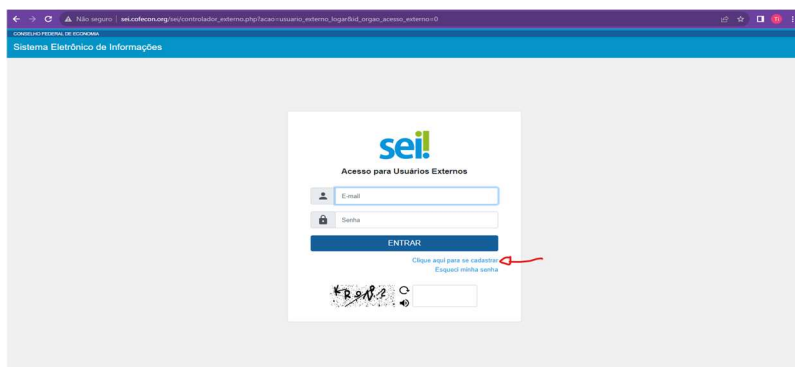 Não seguro | sei.cofecon.org/sei/controlador_externo.php?acao=usuario_externo_logar&id_orgao_acesso_externo=0
CONSELHO FEDERAL DE ECONOMIA
Sistema Eletrônico de Informações
sei!
Acesso para Usuários Externos
E-mail
Senha
ENTRAR
Clique aqui para se cadastrar
Esqueci minha senha